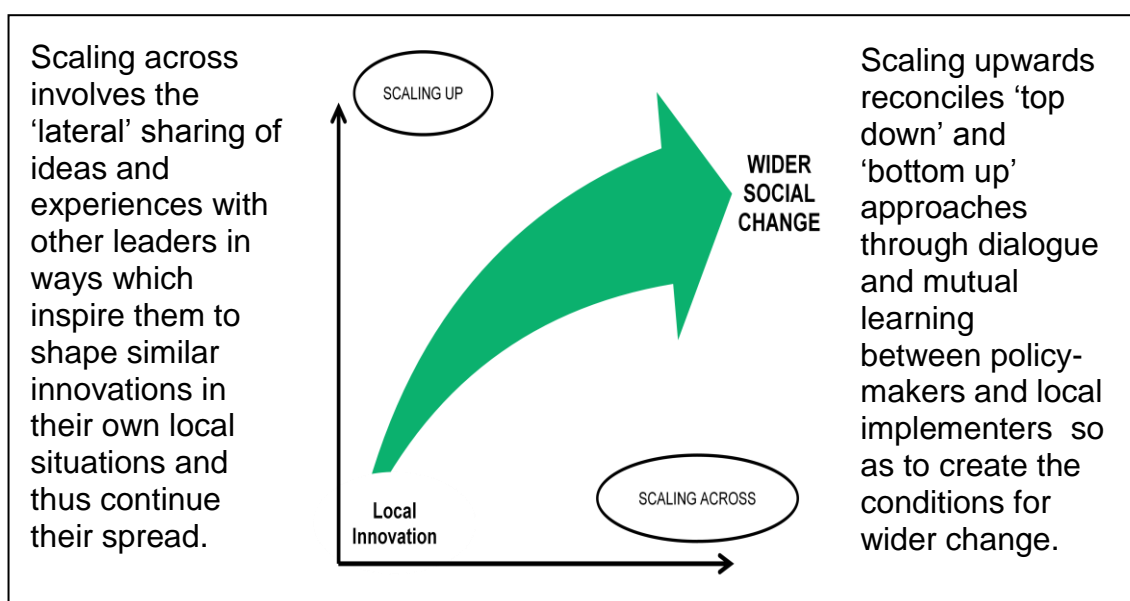 Scaling across
involves the
‘lateral’ sharing of
ideas and
experiences with
other leaders in
ways which
inspire them to
shape similar
innovations in
their own local
situations and
thus continue
their spread.
SCALING UP
WIDER
SOCIAL
CHANGE
Local
Innovation
SCALING ACROSS
Scaling upwards
reconciles ‘top
down’ and
‘bottom up’
approaches
through dialogue
and mutual
learning
between policy-
makers and local
implementers so
as to create the
conditions for
wider change.